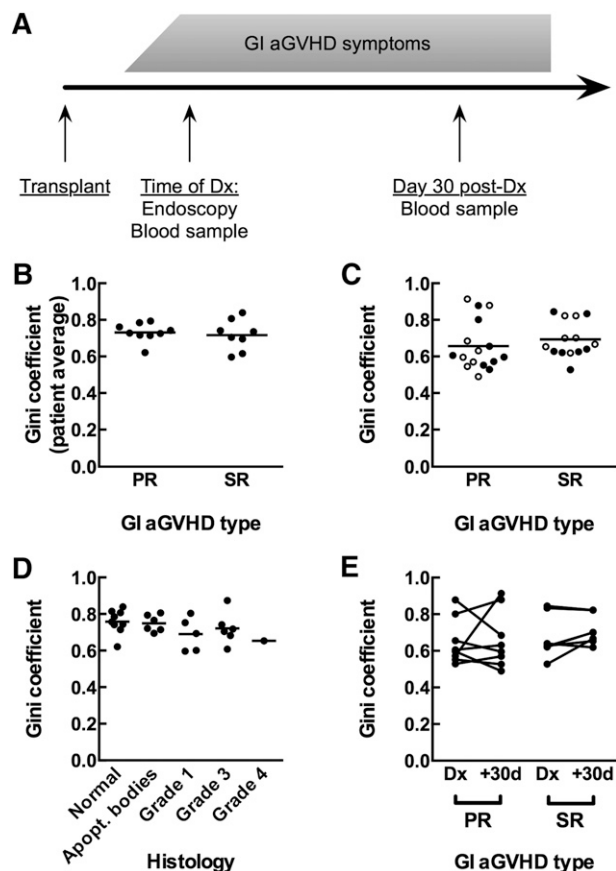 A
GI aGVHD symptoms
Transplant
Time of Dx:
Endoscopy
Blood sample
Day 30 post-Dx
Blood sample
B
Gini coefficient
(patient average)
1.0
0.8
0.6
0.4
0.2
0.0
PR
SR
GI aGVHD type
C
Gini coefficient
1.0
0.8
0.6
0.4
0.2
0.0
PR
SR
GI aGVHD type
D
Gini coefficient
1.0
0.8
0.6
0.4
0.2
0.0
Normal
Apopt. bodies
Grade 1
Grade 3
Grade 4
Histology
E
Gini coefficient
1.0
0.8
0.6
0.4
0.2
0.0
Dx +30d
Dx +30d
PR
SR
GI aGVHD type